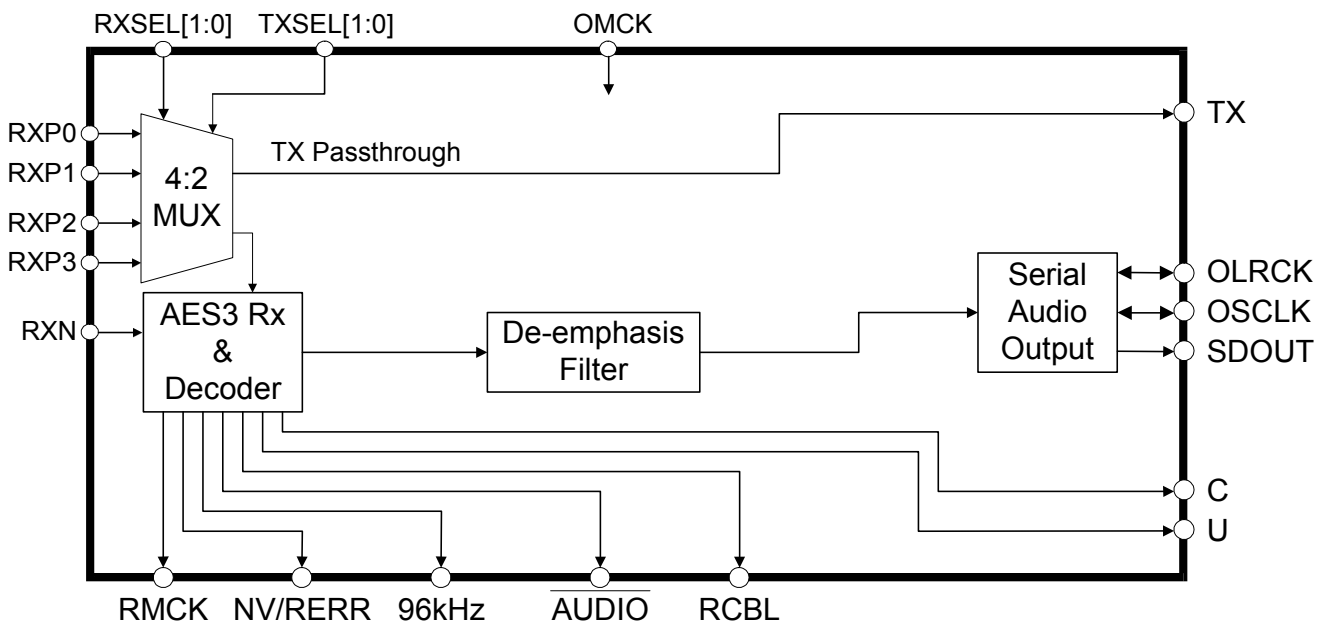 RXSEL[1:0]
TXSEL[1:0]
OMCK
RXP0
RXP1
RXP2
RXP3
RXN
4:2
MUX
TX Passthrough
TX
AES3 Rx
&
Decoder
De-emphasis
Filter
Serial
Audio
Output
OLRCK
OSCLK
SDOUT
C
U
RMCK
NV/RERR
96kHz
AUDIO
RCBL